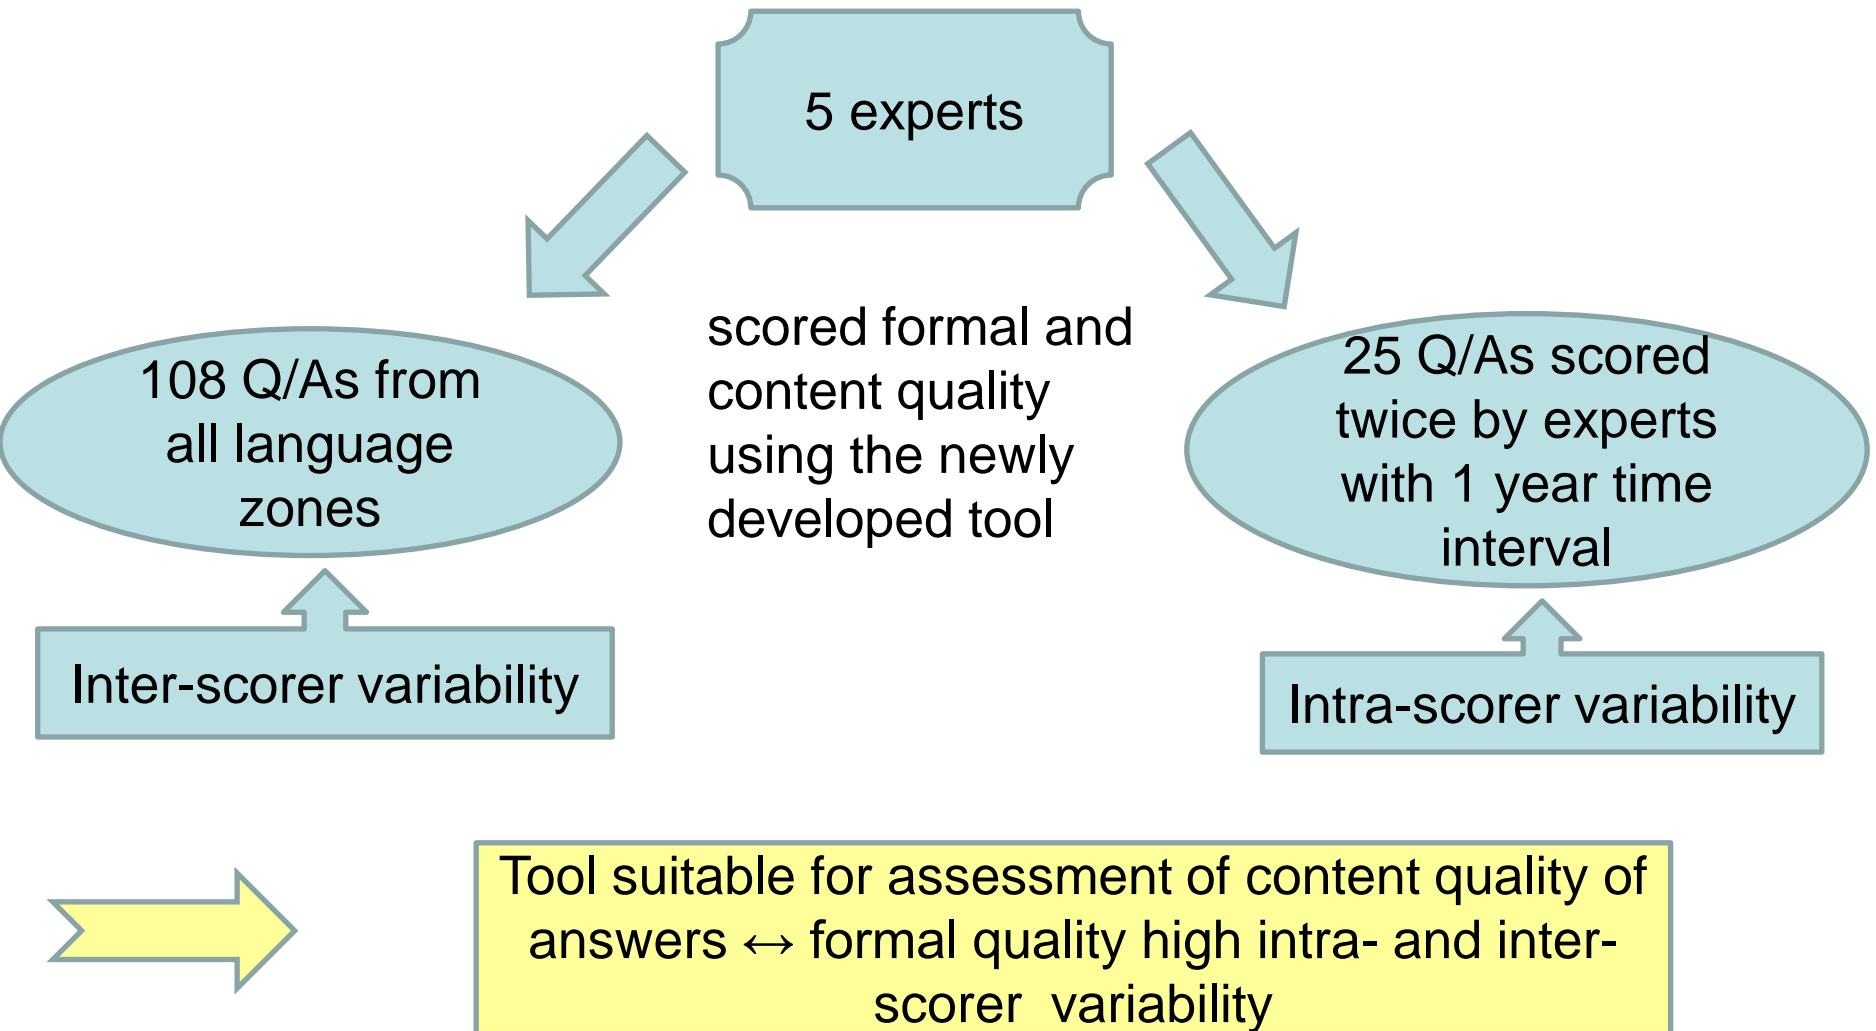 5 experts
scored formal and
content quality
using the newly
developed tool
108 Q/As from
all language
zones
25 Q/As scored
twice by experts
with 1 year time
interval
Inter-scorer variability
Intra-scorer variability
Tool suitable for assessment of content quality of
answers ↔ formal quality high intra- and inter-
scorer variability